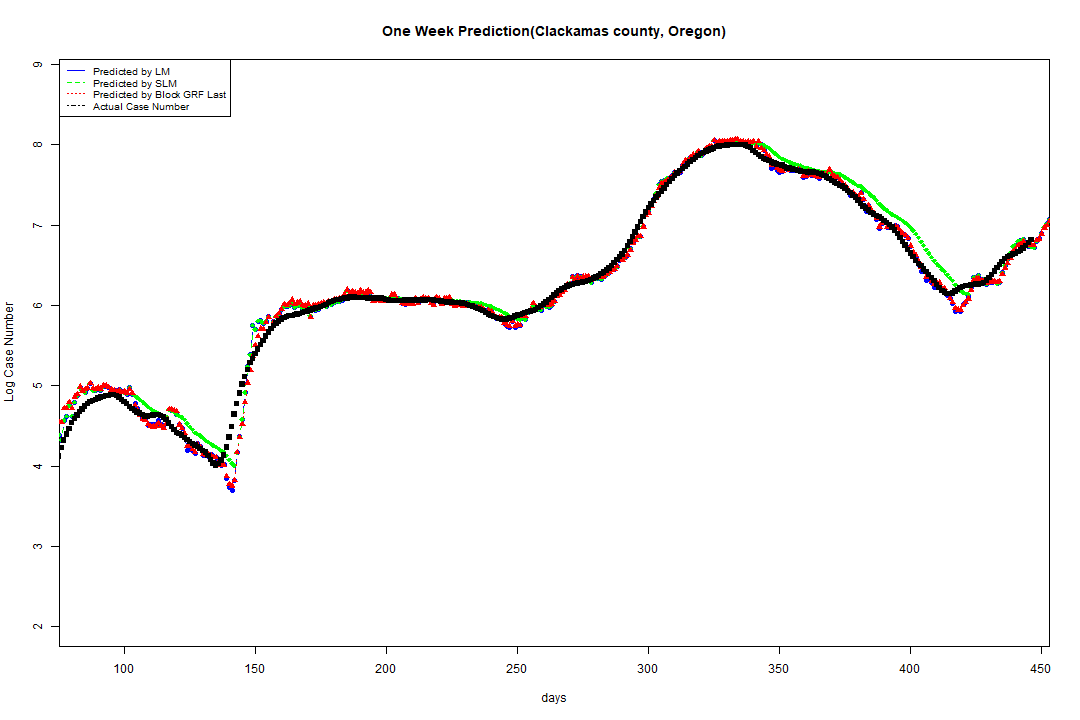 One Week Prediction(Clackamas county, Oregon)
Predicted by LM
Predicted by SLM
Predicted by Block GRF Last
Actual Case Number
9
8
7
6
5
4
3
2
Log Case Number
100 150 200 250 300 350 400 450
days